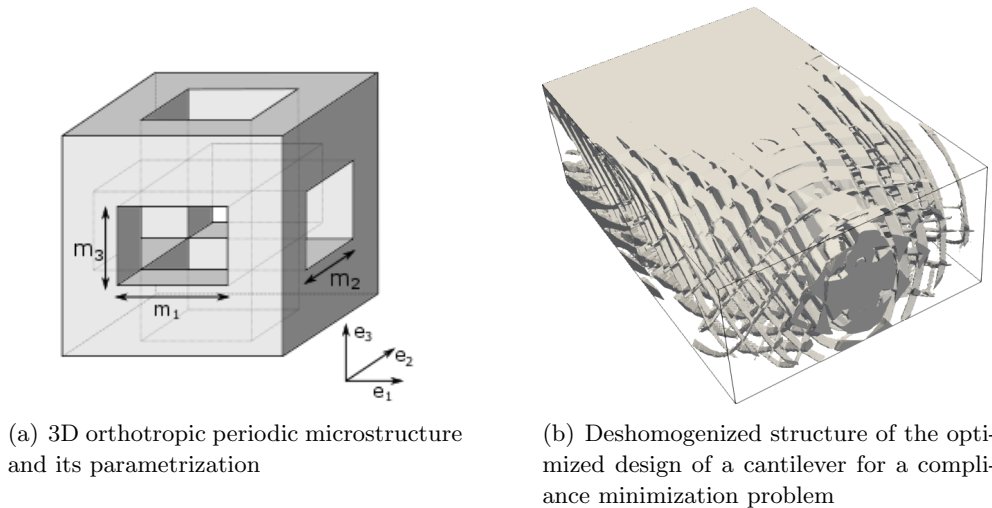 m3
m1
m2
e3
e2
e1
(a) 3D orthotropic periodic microstructure
and its parametrization
(b) Deshomogenized structure of the opti-
mized design of a cantilever for a compli-
ance minimization problem